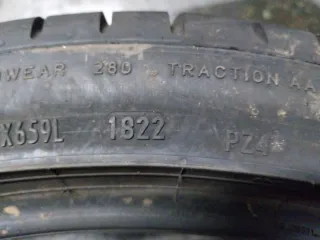 WEAR 280 TRACTION AA
X659L 1822 PZ4